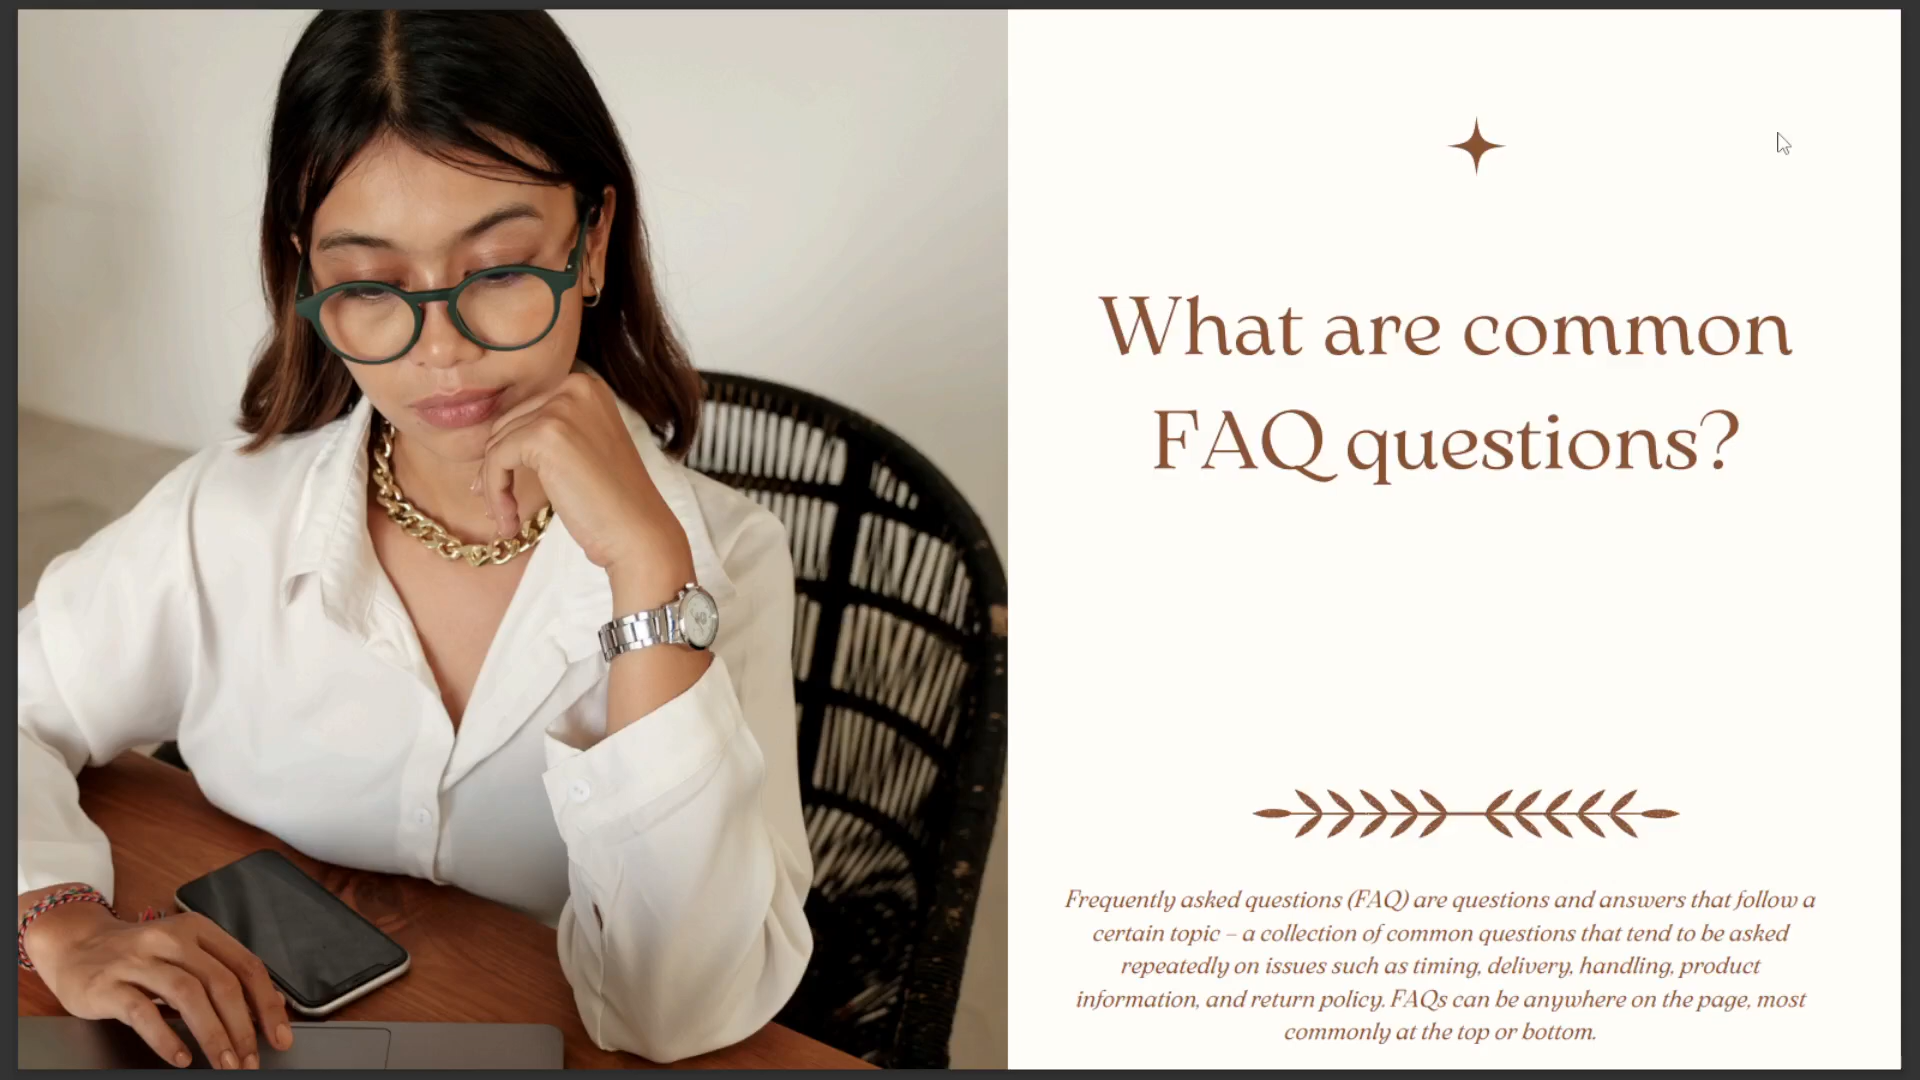 What are common
FAQ questions?
Frequently asked questions (FAQ) are questions and answers that follow a
certain topic – a collection of common questions that tend to be asked
repeatedly on issues such as timing, delivery, handling, product
information, and return policy. FAQs can be anywhere on the page, most
commonly at the top or bottom.